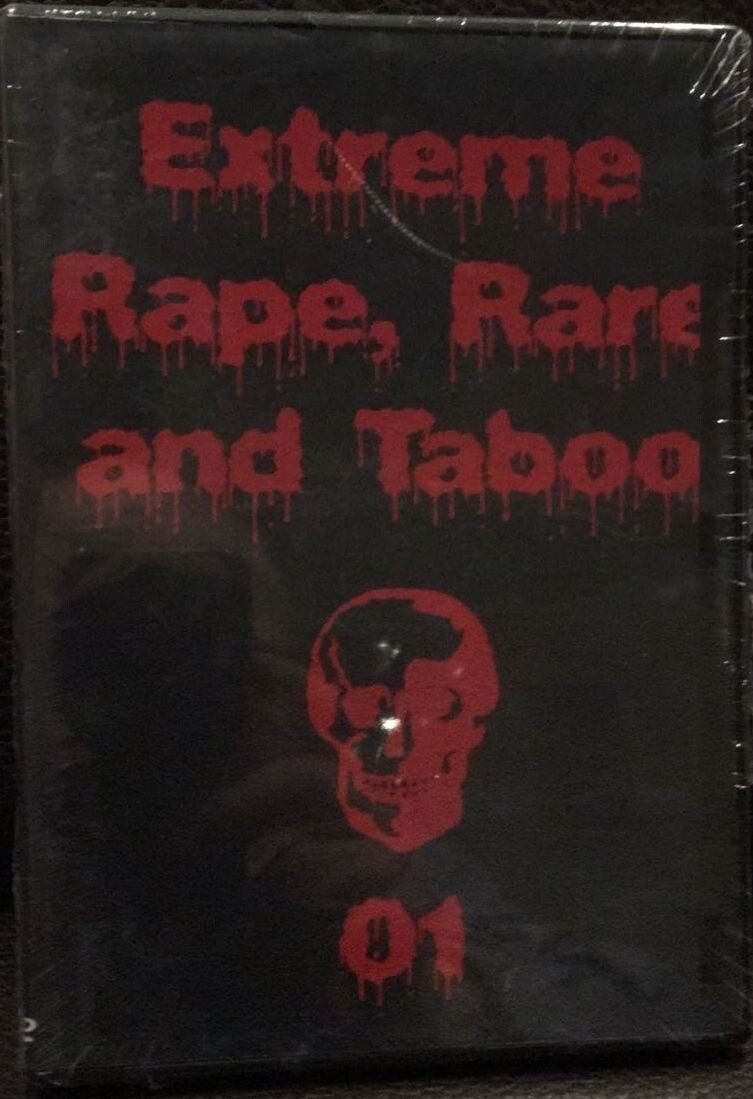 Extreme
Rape, Rare
and Taboo
01